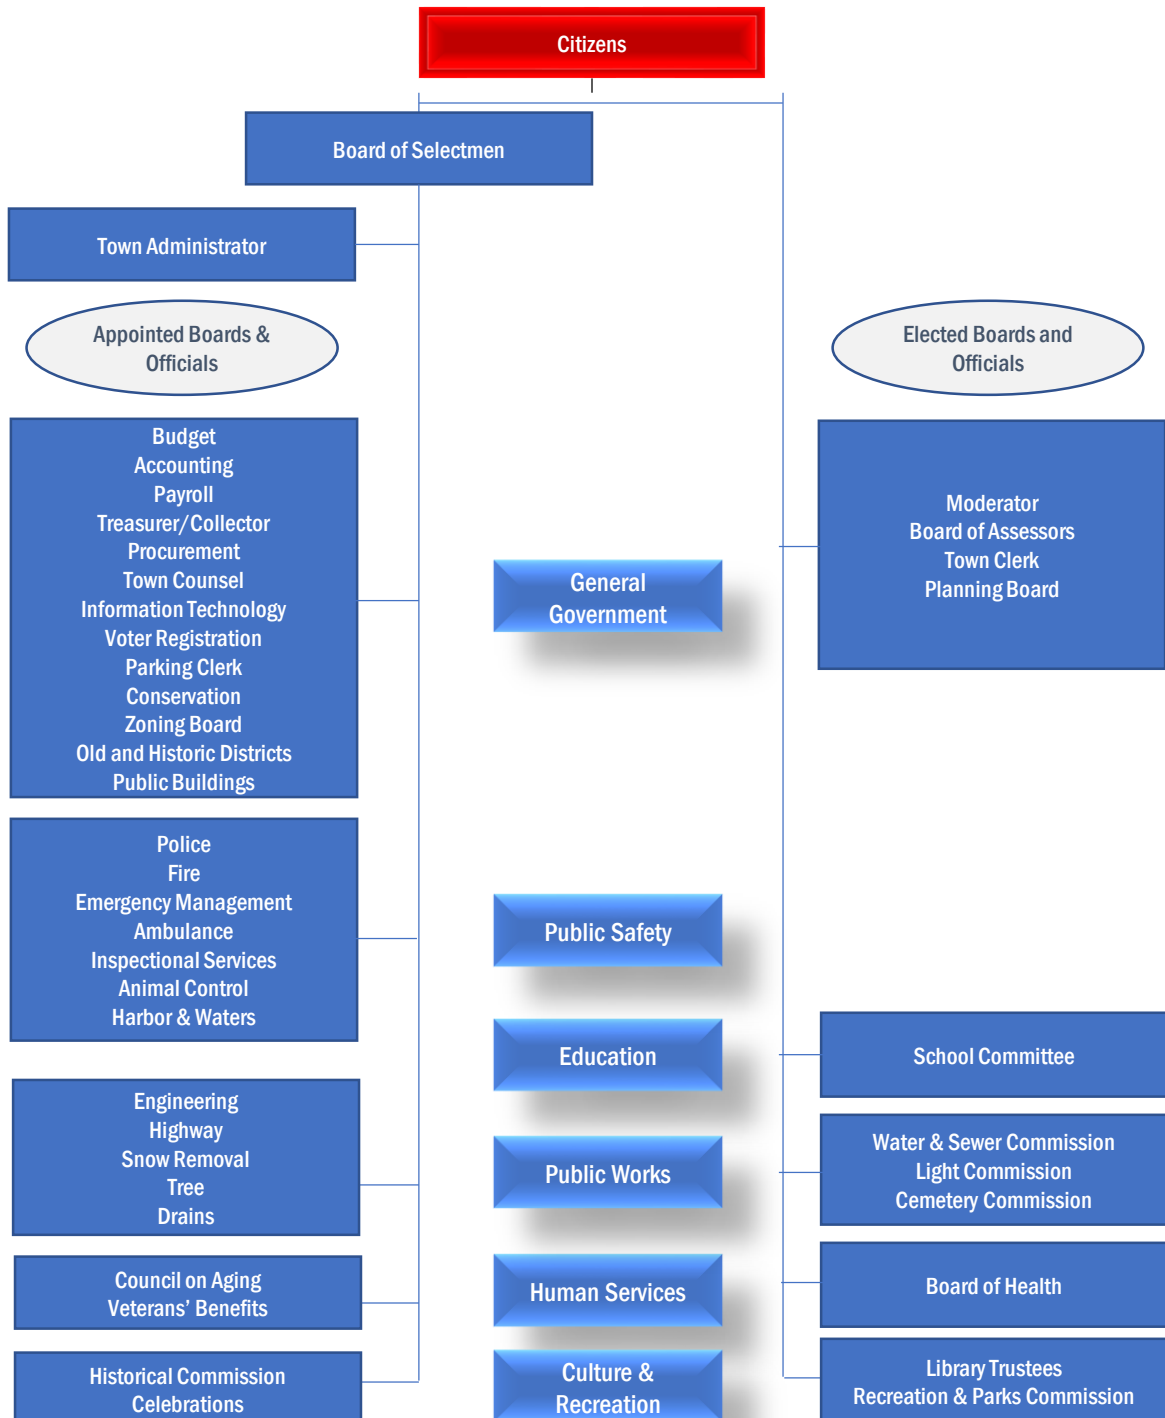 Citizens
Board of Selectmen
Town Administrator
Appointed Boards &
Officials
Elected Boards and
Officials
Budget
Accounting
Payroll
Treasurer/Collector
Procurement
Town Counsel
Information Technology
Voter Registration
Parking Clerk
Conservation
Zoning Board
Old and Historic Districts
Public Buildings
General
Government
Moderator
Board of Assessors
Town Clerk
Planning Board
Police
Fire
Emergency Management
Ambulance
Inspectional Services
Animal Control
Harbor & Waters
Public Safety
Education
School Committee
Engineering
Highway
Snow Removal
Tree
Drains
Public Works
Water & Sewer Commission
Light Commission
Cemetery Commission
Council on Aging
Veterans’ Benefits
Human Services
Board of Health
Historical Commission
Celebrations
Culture &
Recreation
Library Trustees
Recreation & Parks Commission